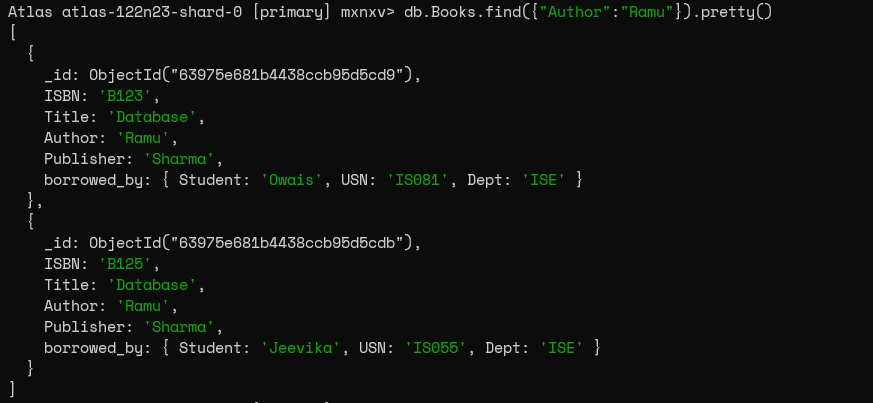 Atlas atlas-122n23-shard-0 [primary] mxnxv> db.Books.find({"Author":"Ramu"}).pretty()
[
  {
    _id: ObjectId("63975e681b4438ccb95d5cd9"),
    ISBN: 'B123',
    Title: 'Database',
    Author: 'Ramu',
    Publisher: 'Sharma',
    borrowed_by: { Student: 'Owais', USN: 'IS081', Dept: 'ISE' }
  },
  {
    _id: ObjectId("63975e681b4438ccb95d5cdb"),
    ISBN: 'B125',
    Title: 'Database',
    Author: 'Ramu',
    Publisher: 'Sharma',
    borrowed_by: { Student: 'Jeevika', USN: 'IS055', Dept: 'ISE' }
  }
]